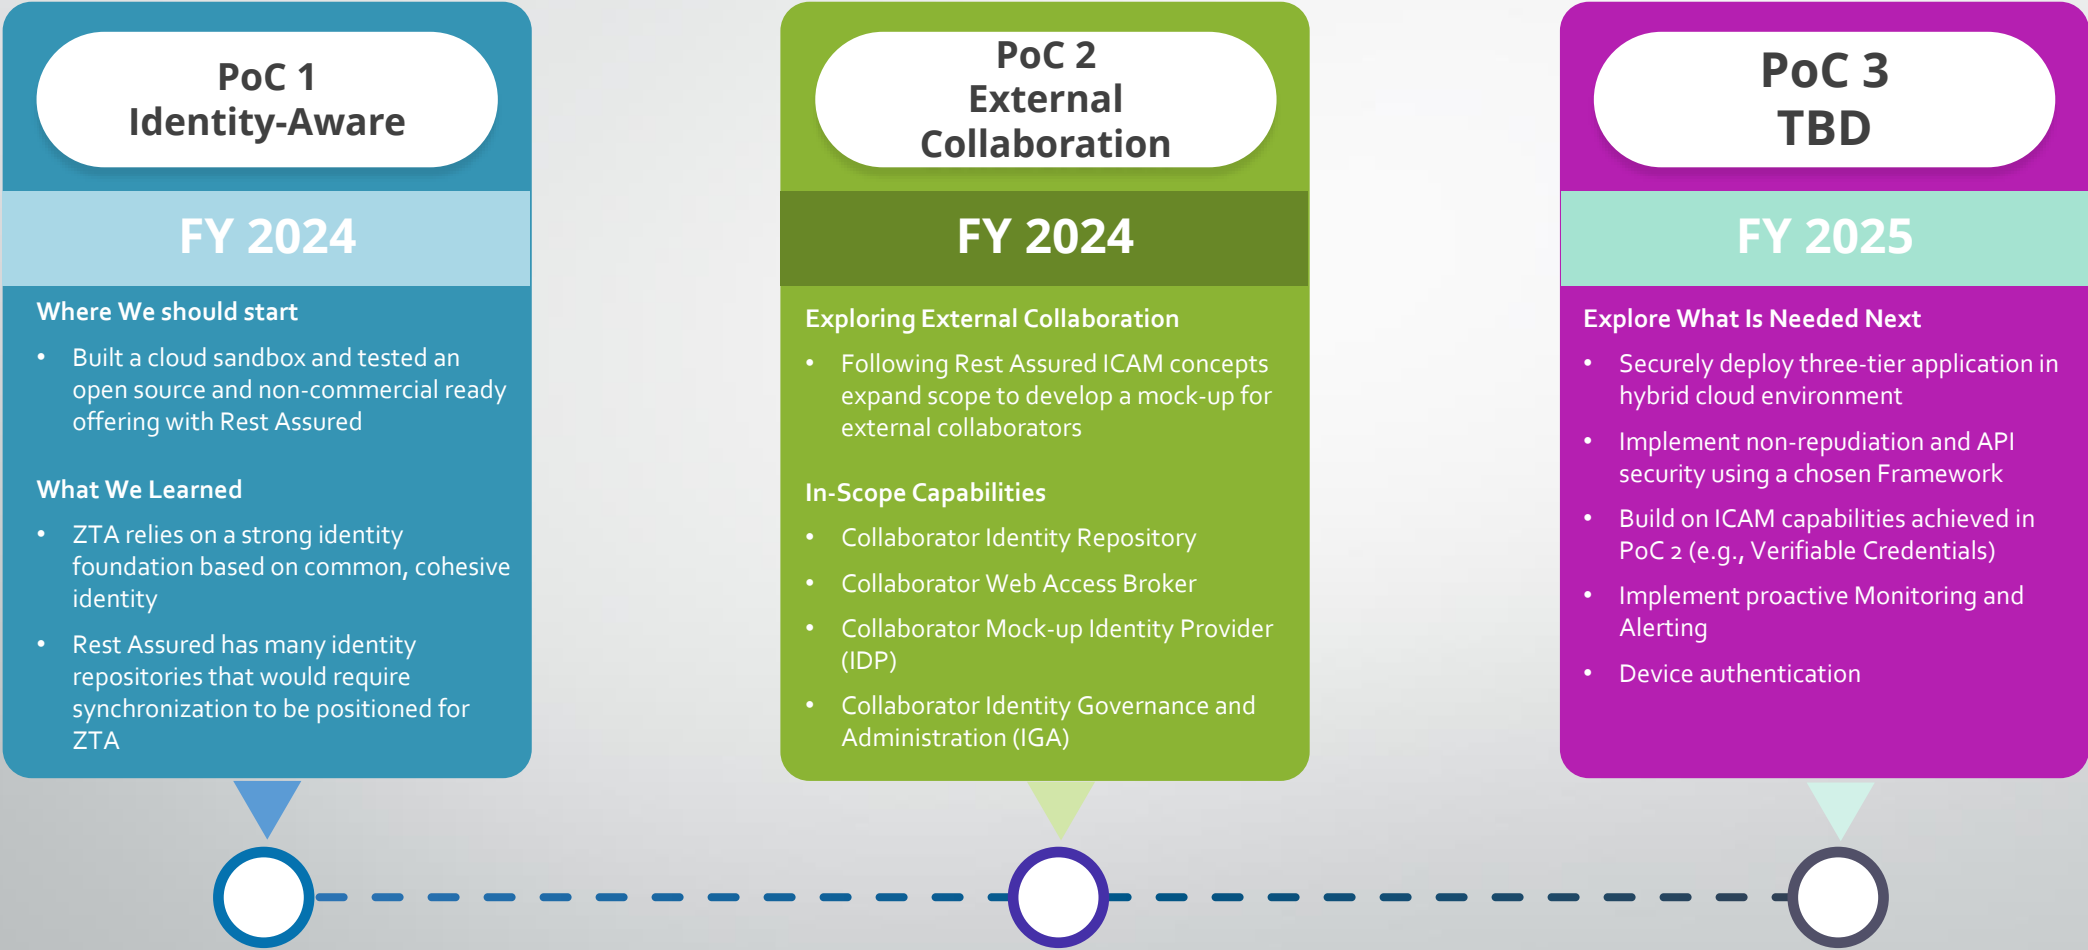 PoC 1
Identity-Aware
FY 2024
Where We should start
• Built a cloud sandbox and tested an
open source and non-commercial ready
offering with Rest Assured
What We Learned
• ZTA relies on a strong identity
foundation based on common, cohesive
identity
• Rest Assured has many identity
repositories that would require
synchronization to be positioned for
ZTA
PoC 2
External
Collaboration
FY 2024
Exploring External Collaboration
• Following Rest Assured ICAM concepts
expand scope to develop a mock-up for
external collaborators
In-Scope Capabilities
• Collaborator Identity Repository
• Collaborator Web Access Broker
• Collaborator Mock-up Identity Provider
(IDP)
• Collaborator Identity Governance and
Administration (IGA)
PoC 3
TBD
FY 2025
Explore What Is Needed Next
• Securely deploy three-tier application in
hybrid cloud environment
• Implement non-repudiation and API
security using a chosen Framework
• Build on ICAM capabilities achieved in
PoC 2 (e.g., Verifiable Credentials)
• Implement proactive Monitoring and
Alerting
• Device authentication